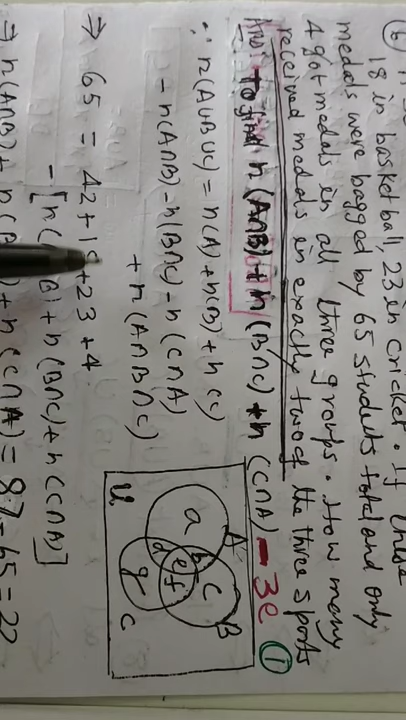 (b)
18 in basketball, 23 in cricket. If these
medals were bagged by 65 students total and only
4 got medals in all three groups. How many
received medals in exactly two of the three sports
Ans: To find n(A∩B) + n(B∩C) + n(C∩A) - 3e ①
∵ n(A∪B∪C) = n(A) + n(B) + n(C)
- n(A∩B) - n(B∩C) - n(C∩A)
+ n(A∩B∩C)
⇒ 65 = 42 + 18 + 23 + 4
- [n( B) + n(B∩C) + n(C∩A)]
⇒ n(A∩B) + n(B ) + n(C∩A) = 87 - 65 = 22
U
A
a
b
B
d
e
c
f
g
C